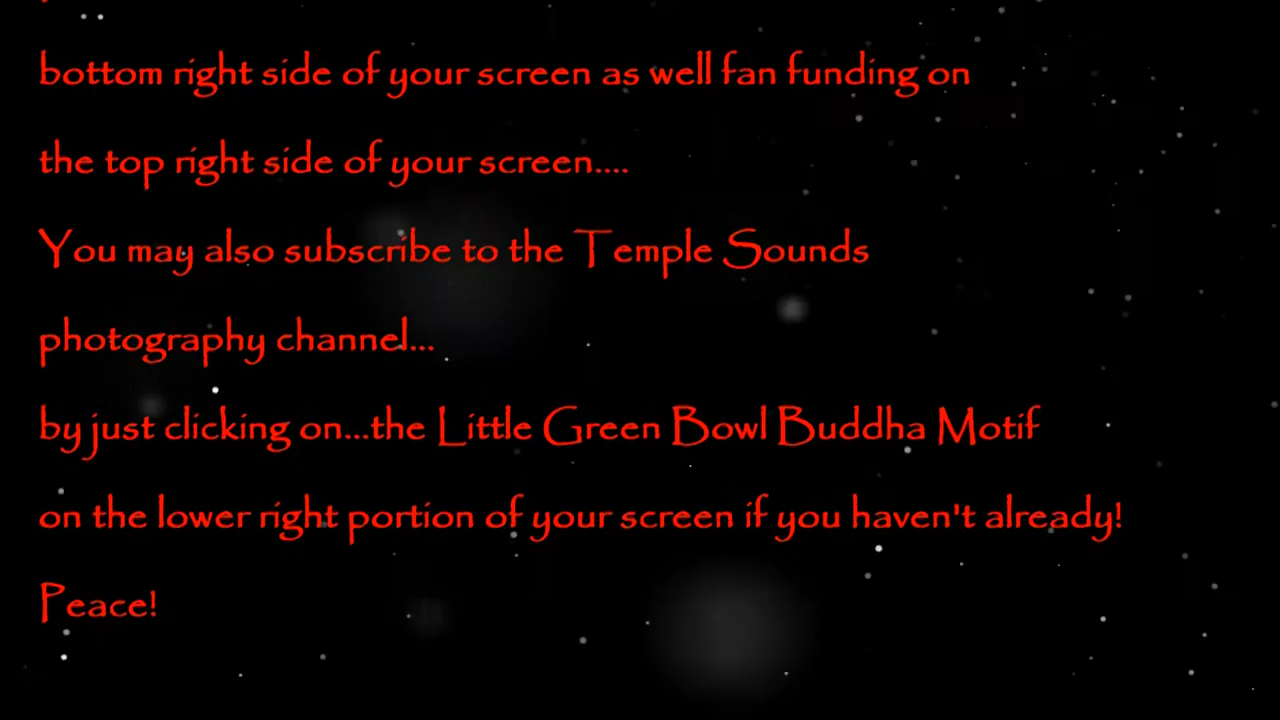 bottom right side of your screen as well fan funding on
the top right side of your screen....
You may also subscribe to the Temple Sounds
photography channel...
by just clicking on...the Little Green Bowl Buddha Motif
on the lower right portion of your screen if you haven't already!
Peace!